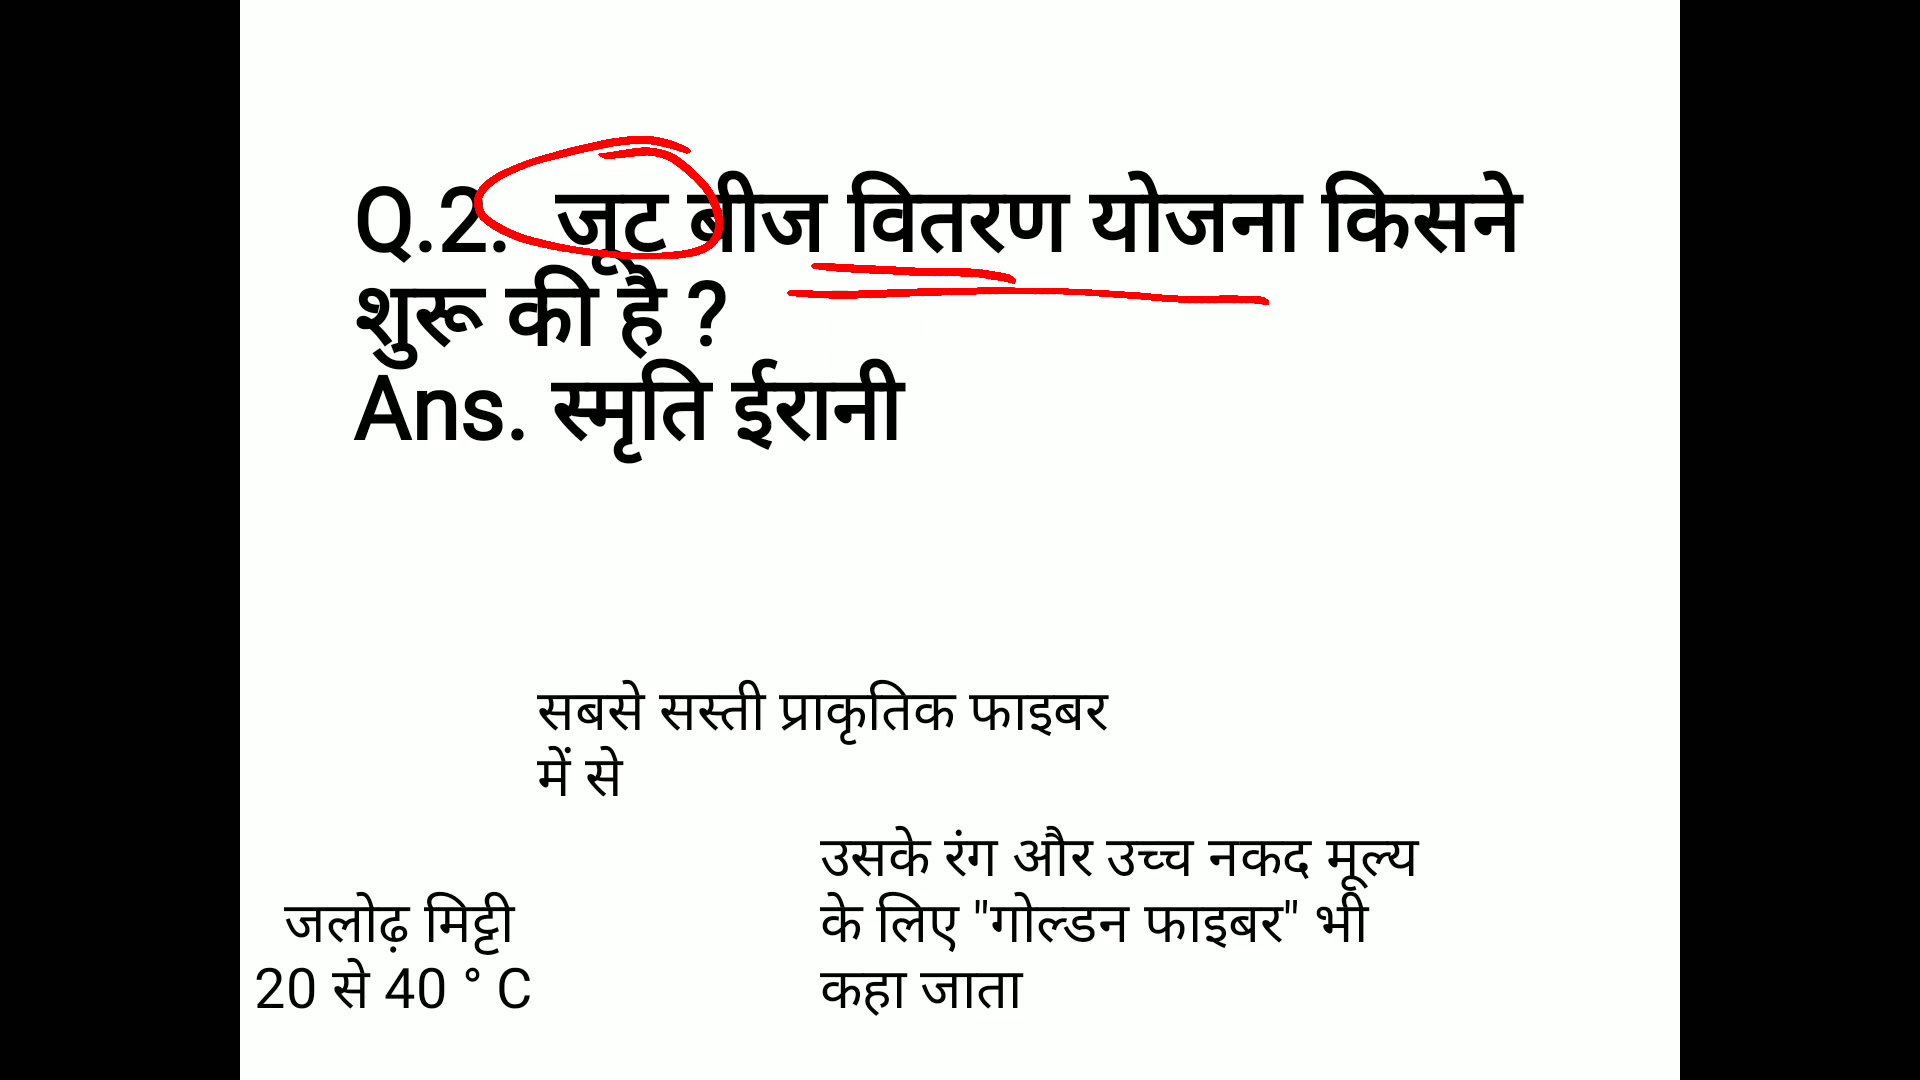 Q.2. जूट बीज वितरण योजना किसने
शुरू की है ?
Ans. स्मृति ईरानी
सबसे सस्ती प्राकृतिक फाइबर
में से
उसके रंग और उच्च नकद मूल्य
के लिए "गोल्डन फाइबर" भी
कहा जाता
जलोढ़ मिट्टी
20 से 40 ° C